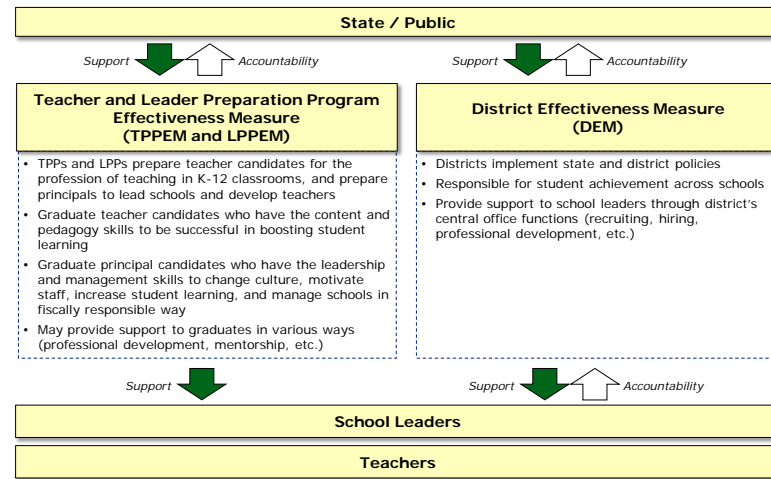 State / Public
Support
Accountability
Support
Accountability
Teacher and Leader Preparation Program
Effectiveness Measure
(TPPEM and LPPEM)
• TPPs and LPPs prepare teacher candidates for the
profession of teaching in K-12 classrooms, and prepare
principals to lead schools and develop teachers
• Graduate teacher candidates who have the content and
pedagogy skills to be successful in boosting student
learning
• Graduate principal candidates who have the leadership
and management skills to change culture, motivate
staff, increase student learning, and manage schools in
fiscally responsible way
• May provide support to graduates in various ways
(professional development, mentorship, etc.)
District Effectiveness Measure
(DEM)
• Districts implement state and district policies
• Responsible for student achievement across schools
• Provide support to school leaders through district's
central office functions (recruiting, hiring,
professional development, etc.)
Support
Support
Accountability
School Leaders
Teachers